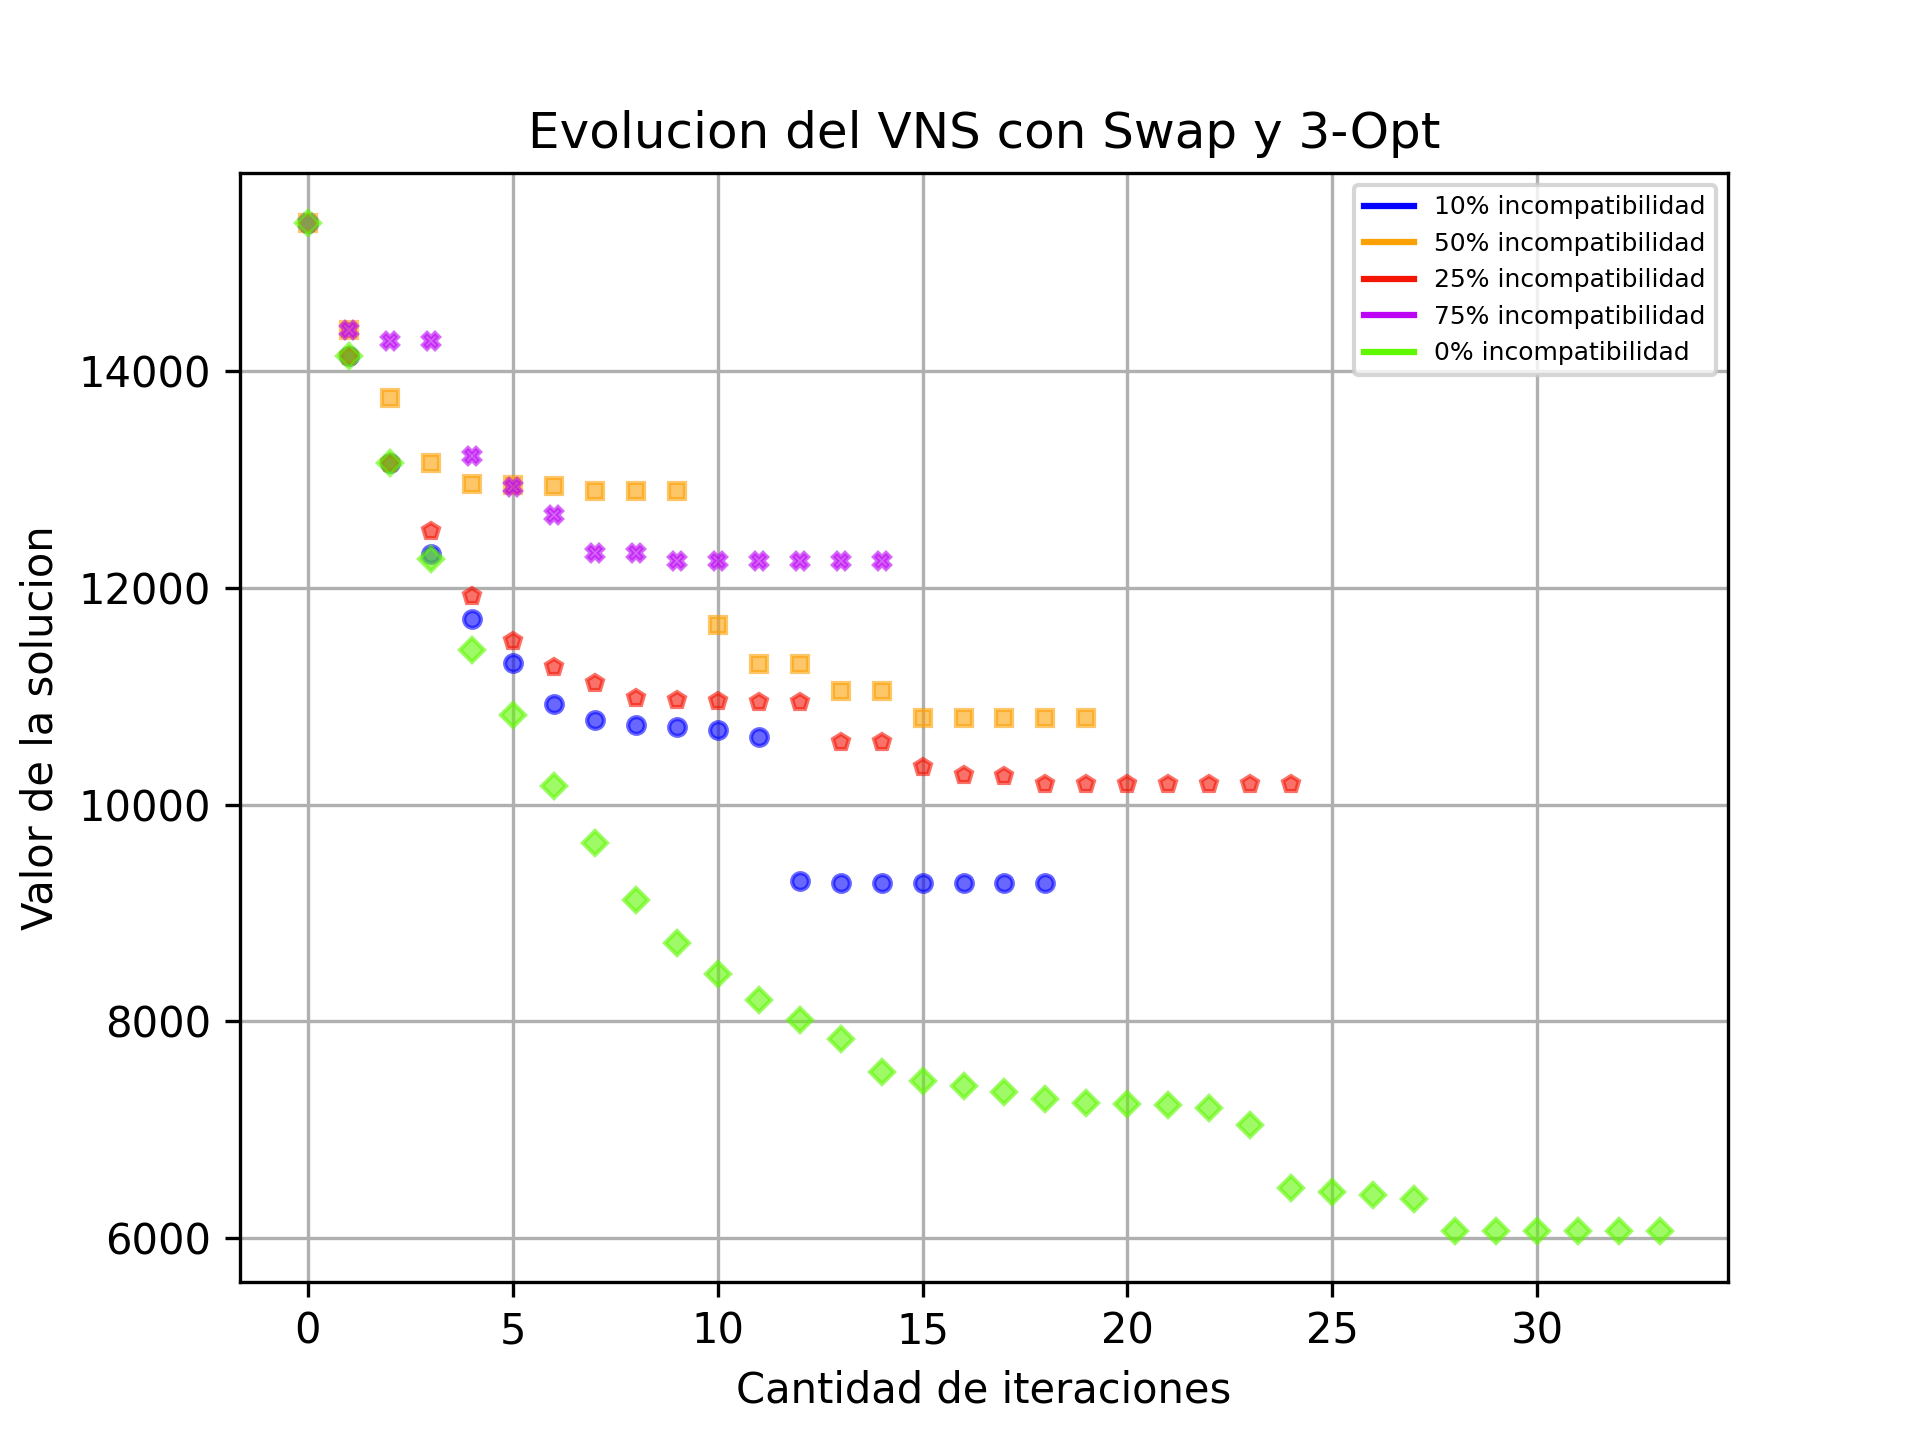 Evolucion del VNS con Swap y 3-Opt
10% incompatibilidad
50% incompatibilidad
25% incompatibilidad
75% incompatibilidad
0% incompatibilidad
Valor de la solucion
14000
12000
10000
8000
6000
0 5 10 15 20 25 30
Cantidad de iteraciones